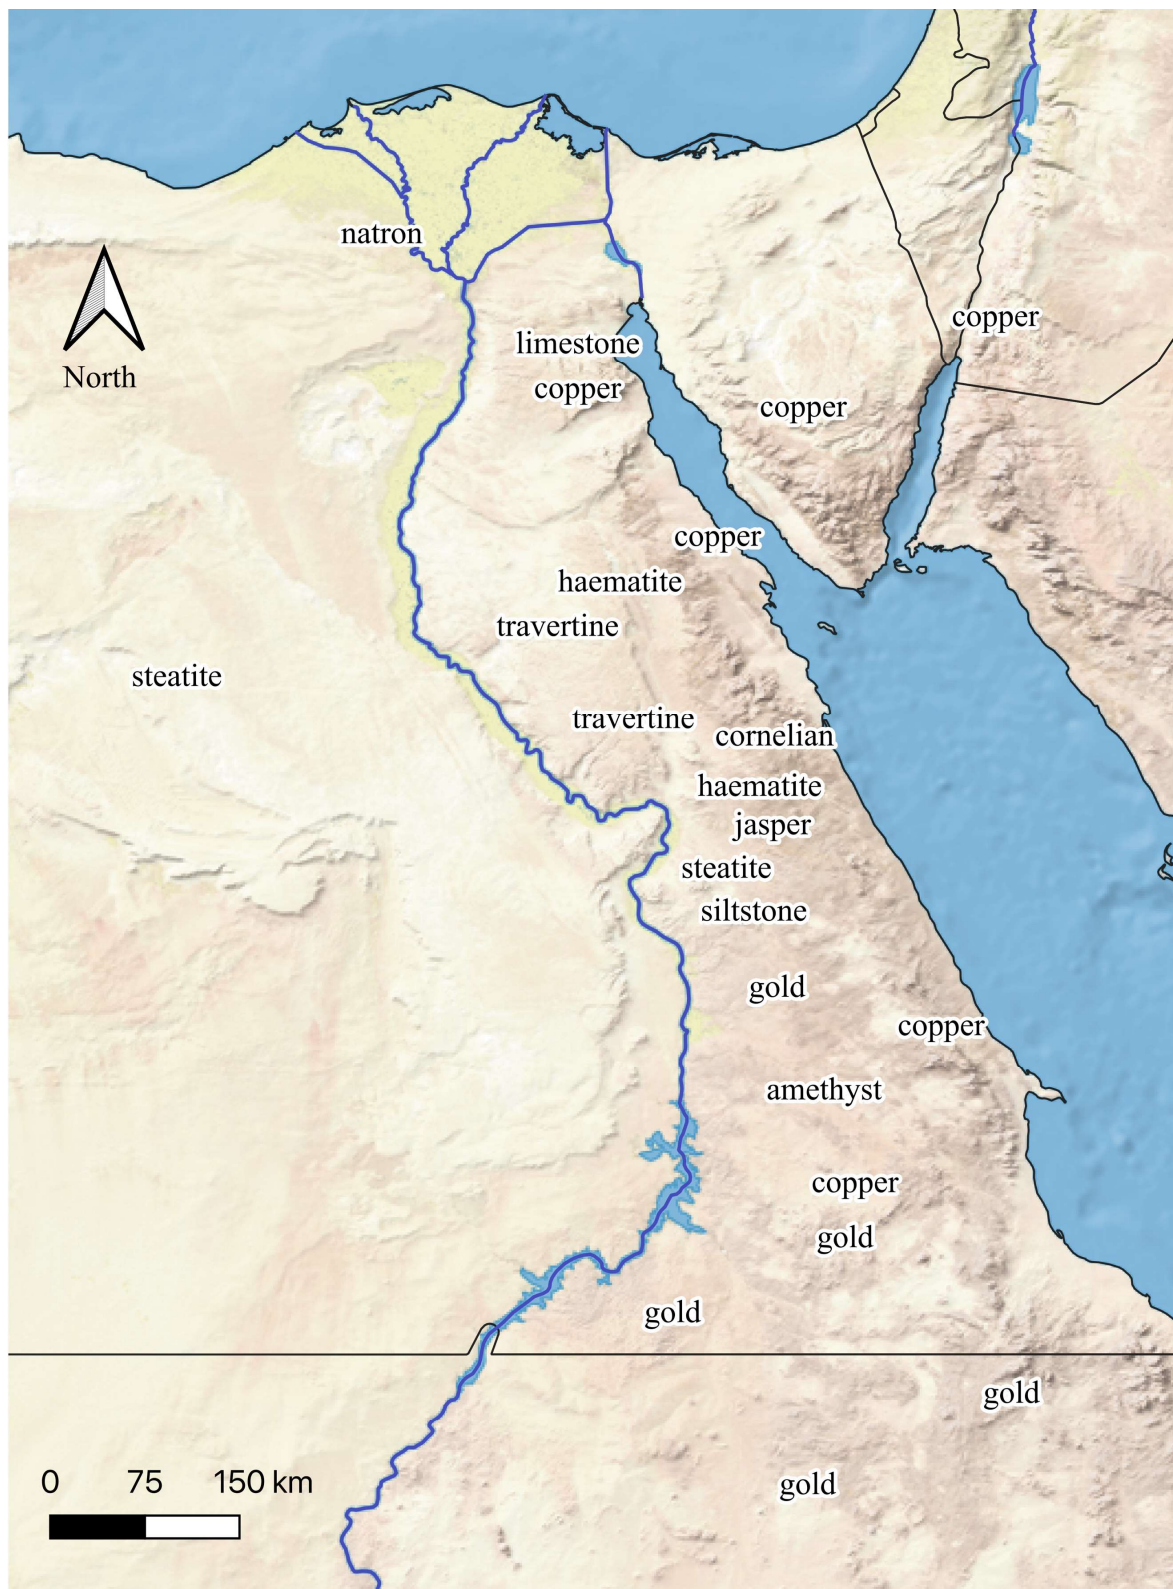 natron
North
copper
limestone
copper
copper
copper
haematite
travertine
steatite
travertine
cornelian
haematite
jasper
steatite
siltstone
gold
copper
amethyst
copper
gold
gold
gold
gold
0 75 150 km